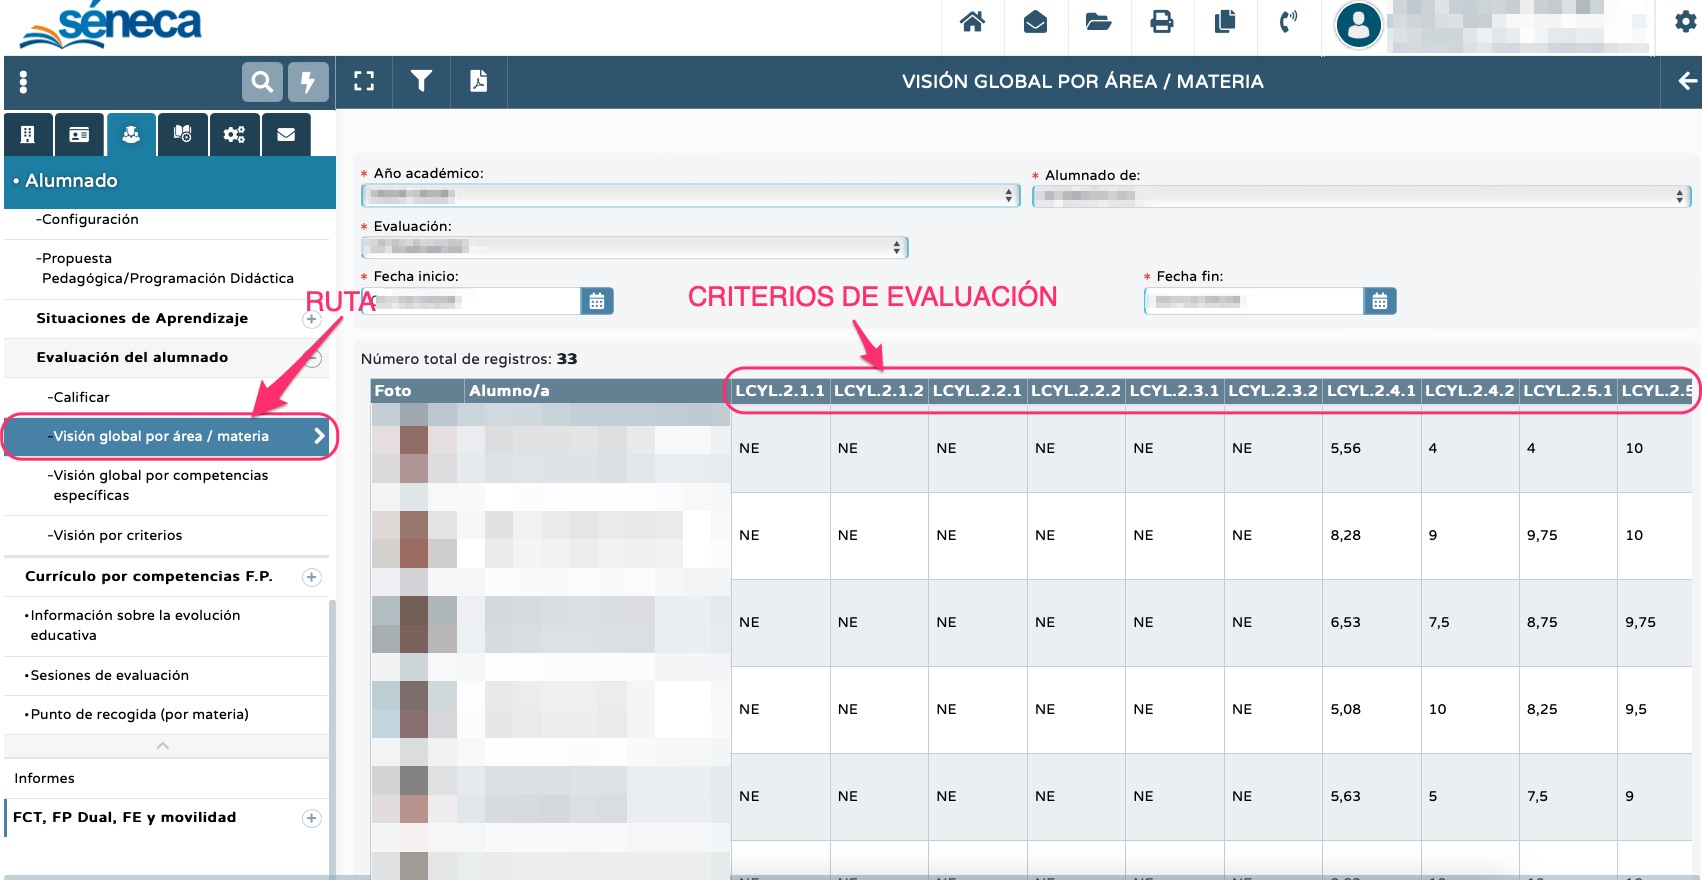 séneca
VISIÓN GLOBAL POR ÁREA / MATERIA
• Alumnado
-Configuración
-Propuesta
Pedagógica/Programación Didáctica
Situaciones de Aprendizaje
Evaluación del alumnado
-Calificar
-Visión global por área / materia
-Visión global por competencias
específicas
-Visión por criterios
Currículo por competencias F.P.
•Información sobre la evolución
educativa
•Sesiones de evaluación
•Punto de recogida (por materia)
Informes
FCT, FP Dual, FE y movilidad
RUTA
* Año académico:
* Alumnado de:
* Evaluación:
* Fecha inicio:
* Fecha fin:
CRITERIOS DE EVALUACIÓN
Número total de registros: 33
Foto Alumno/a LCYL.2.1.1 LCYL.2.1.2 LCYL.2.2.1 LCYL.2.2.2 LCYL.2.3.1 LCYL.2.3.2 LCYL.2.4.1 LCYL.2.4.2 LCYL.2.5.1 LCYL.2.5
NE NE NE NE NE NE 5,56 4 4 10
NE NE NE NE NE NE 8,28 9 9,75 10
NE NE NE NE NE NE 6,53 7,5 8,75 9,75
NE NE NE NE NE NE 5,08 10 8,25 9,5
NE NE NE NE NE NE 5,63 5 7,5 9